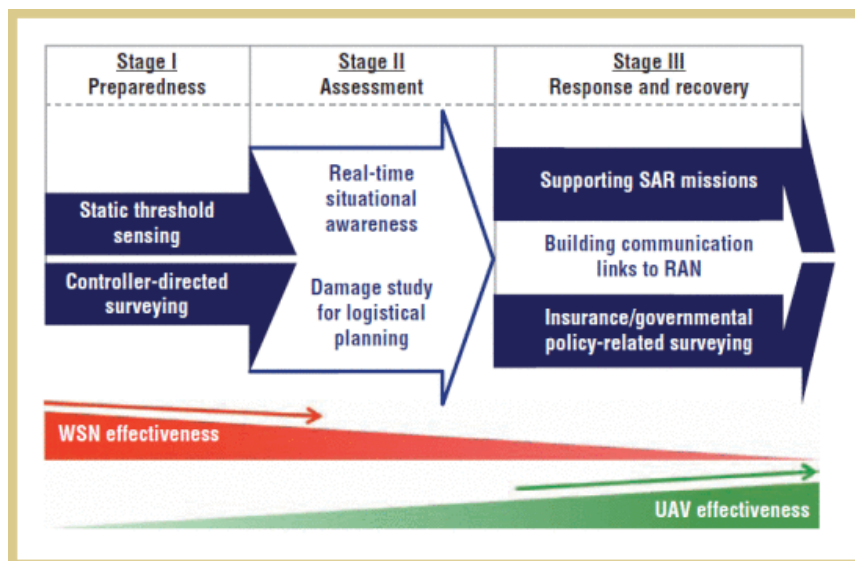 Stage I
Preparedness
Stage II
Assessment
Stage III
Response and recovery
Static threshold
sensing
Controller-directed
surveying
Real-time
situational
awareness
Damage study
for logistical
planning
Supporting SAR missions
Building communication
links to RAN
Insurance/governmental
policy-related surveying
WSN effectiveness
UAV effectiveness